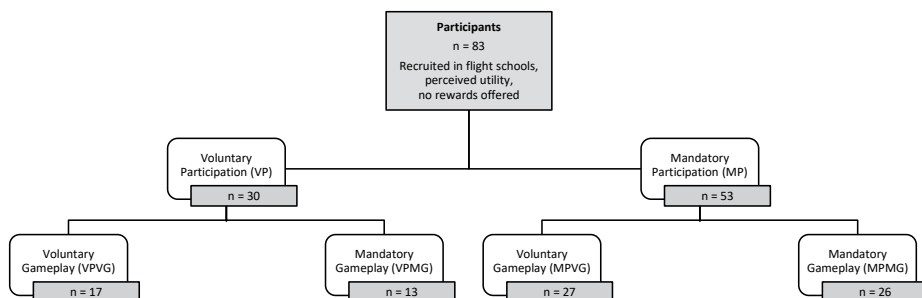 Participants
n = 83
Recruited in flight schools,
perceived utility,
no rewards offered
Voluntary
Participation (VP)
n = 30
Mandatory
Participation (MP)
n = 53
Voluntary
Gameplay (VPVG)
n = 17
Mandatory
Gameplay (VPMG)
n = 13
Voluntary
Gameplay (MPVG)
n = 27
Mandatory
Gameplay (MPMG)
n = 26